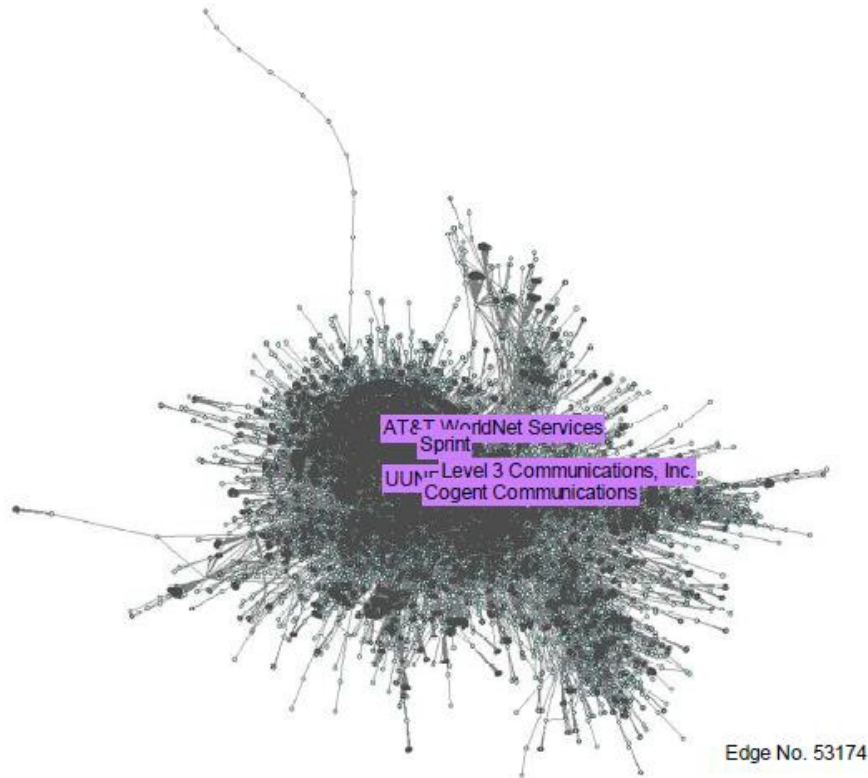 AT&T WorldNet Services
Sprint
Level 3 Communications, Inc.
Cogent Communications
Edge No. 53174